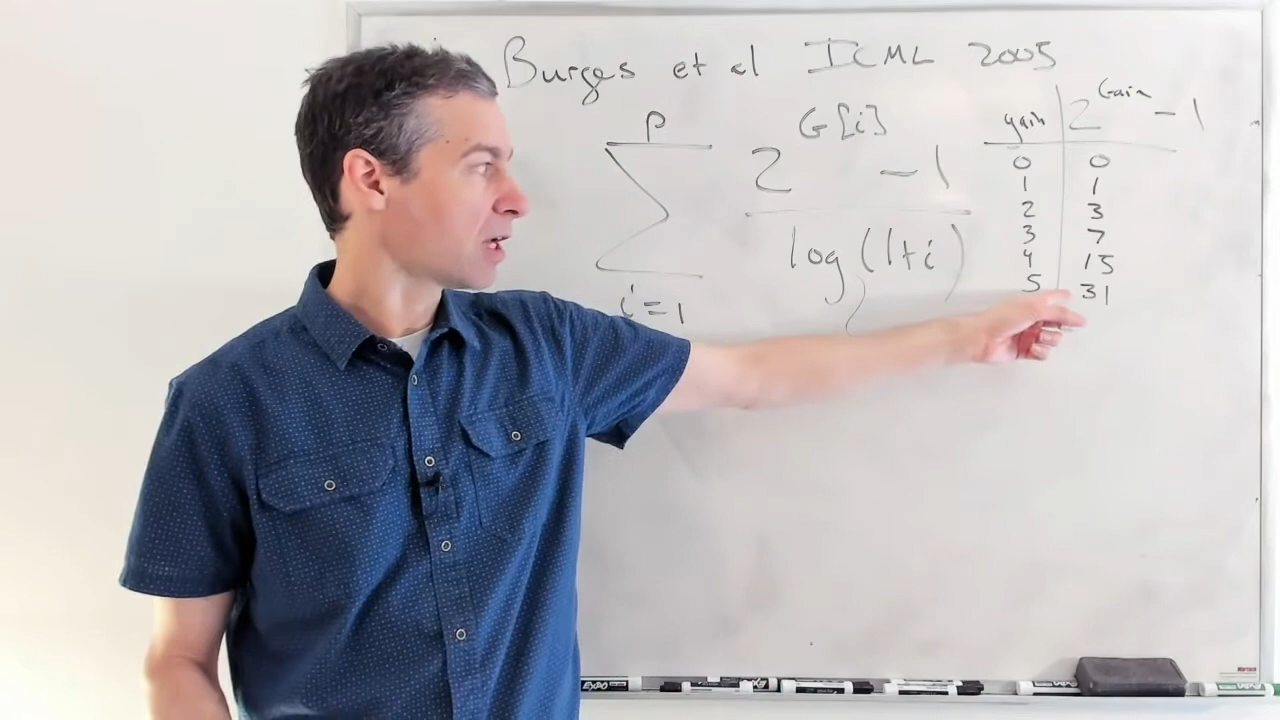 Burges et al ICML 2005
P
Σ
i=1
2^G[i] -1
log(1+i)
gain 2^Gain -1
0 0
1 1
2 3
3 7
4 15
5 31
EXPO